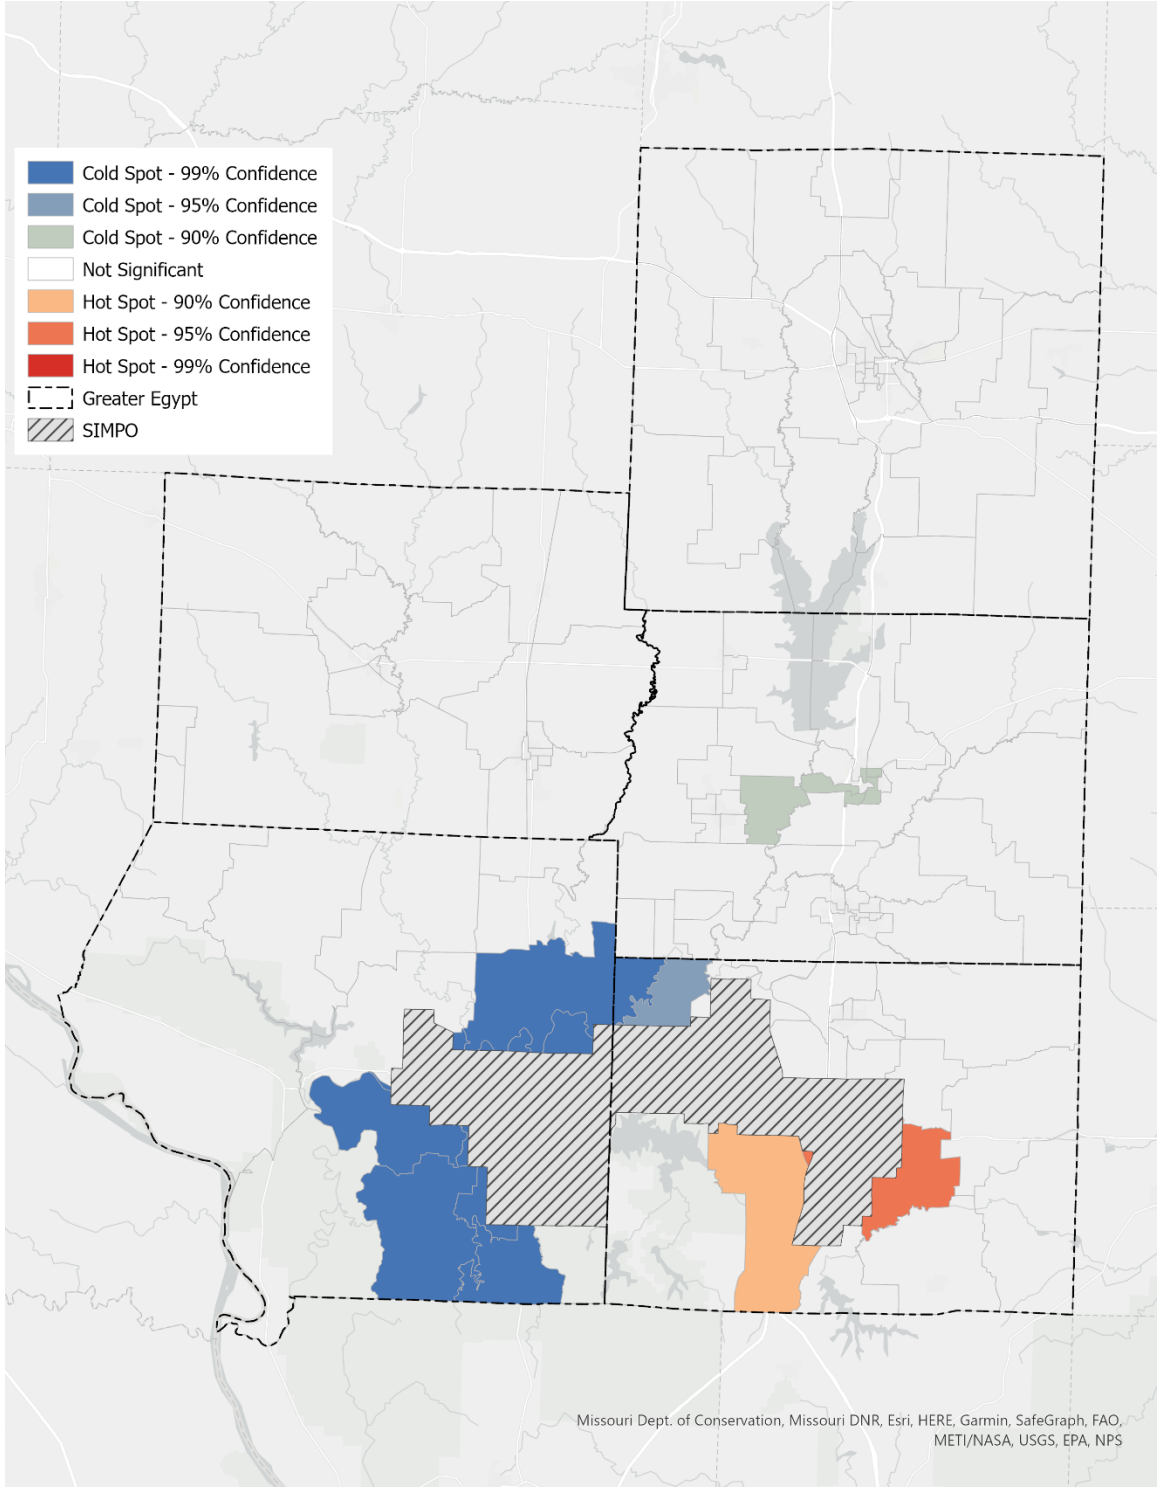 Cold Spot - 99% Confidence
Cold Spot - 95% Confidence
Cold Spot - 90% Confidence
Not Significant
Hot Spot - 90% Confidence
Hot Spot - 95% Confidence
Hot Spot - 99% Confidence
Greater Egypt
SIMPO
Missouri Dept. of Conservation, Missouri DNR, Esri, HERE, Garmin, SafeGraph, FAO,
METI/NASA, USGS, EPA, NPS